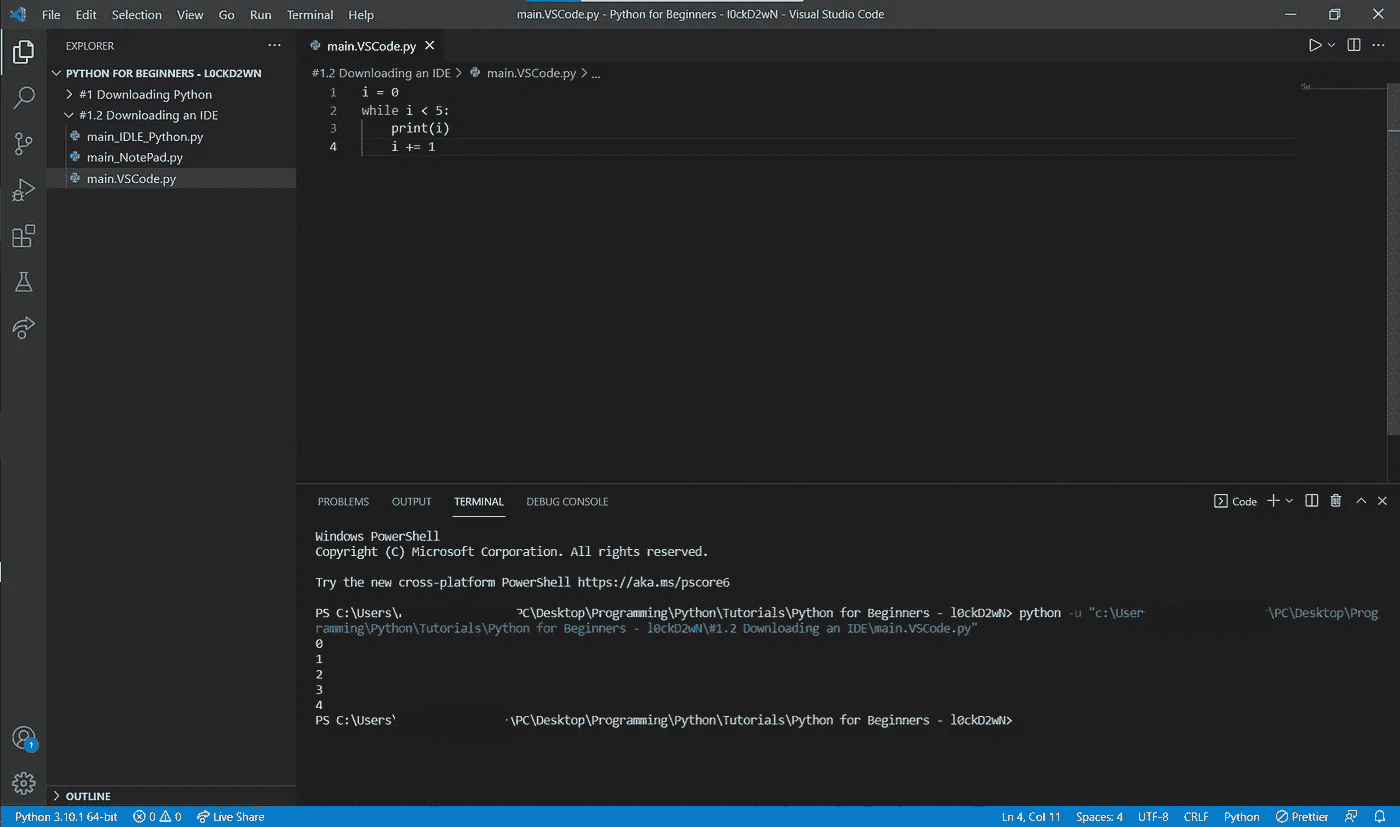 File Edit Selection View Go Run Terminal Help
main.VSCode.py - Python for Beginners - l0ckD2wN - Visual Studio Code
EXPLORER
PYTHON FOR BEGINNERS - L0CKD2WN
#1 Downloading Python
#1.2 Downloading an IDE
main_IDLE_Python.py
main_NotePad.py
main.VSCode.py
OUTLINE
main.VSCode.py
#1.2 Downloading an IDE > main.VSCode.py > ...
1 i = 0
2 while i < 5:
3     print(i)
4     i += 1
PROBLEMS OUTPUT TERMINAL DEBUG CONSOLE
Code
Windows PowerShell
Copyright (C) Microsoft Corporation. All rights reserved.
Try the new cross-platform PowerShell https://aka.ms/pscore6
PS C:\Users\ PC\Desktop\Programming\Python\Tutorials\Python for Beginners - l0ckD2wN> python -u "c:\User \PC\Desktop\Prog
ramming\Python\Tutorials\Python for Beginners - l0ckD2wN\#1.2 Downloading an IDE\main.VSCode.py"
0
1
2
3
4
PS C:\Users \PC\Desktop\Programming\Python\Tutorials\Python for Beginners - l0ckD2wN>
1
Python 3.10.1 64-bit 0 0 Live Share Ln 4, Col 11 Spaces: 4 UTF-8 CRLF Python Prettier